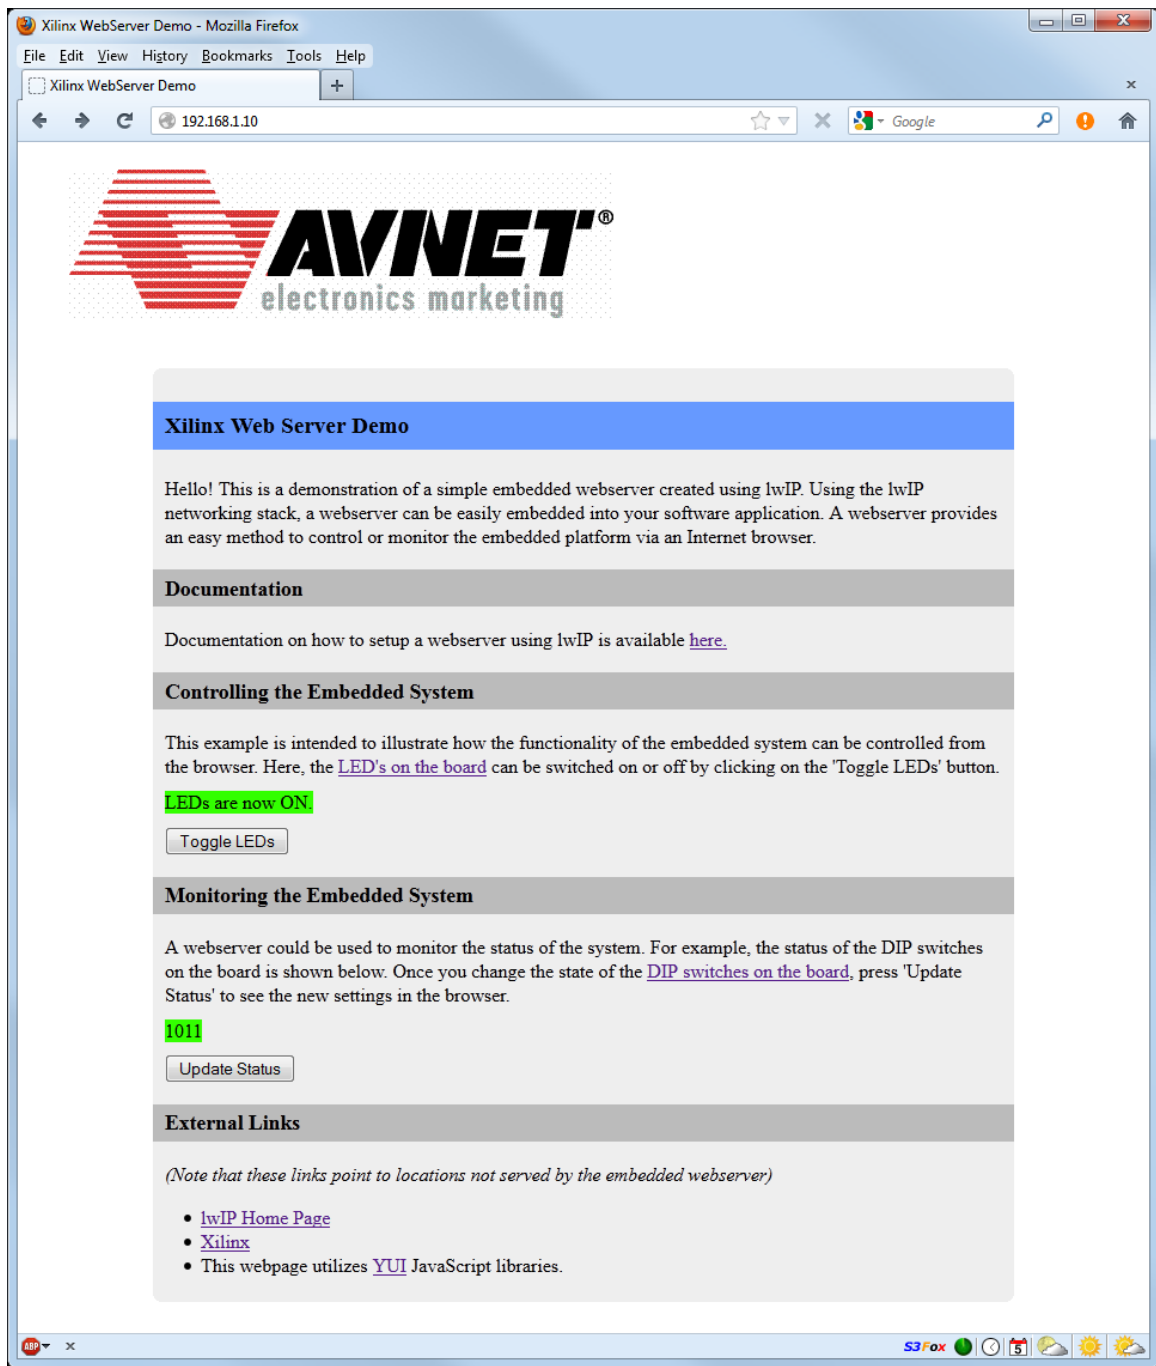 Xilinx WebServer Demo - Mozilla Firefox
File Edit View History Bookmarks Tools Help
Xilinx WebServer Demo
192.168.1.10
Google
AVNET®
electronics marketing
Xilinx Web Server Demo
Hello! This is a demonstration of a simple embedded webserver created using lwIP. Using the lwIP
networking stack, a webserver can be easily embedded into your software application. A webserver provides
an easy method to control or monitor the embedded platform via an Internet browser.
Documentation
Documentation on how to setup a webserver using lwIP is available here.
Controlling the Embedded System
This example is intended to illustrate how the functionality of the embedded system can be controlled from
the browser. Here, the LED's on the board can be switched on or off by clicking on the 'Toggle LEDs' button.
LEDs are now ON.
Toggle LEDs
Monitoring the Embedded System
A webserver could be used to monitor the status of the system. For example, the status of the DIP switches
on the board is shown below. Once you change the state of the DIP switches on the board, press 'Update
Status' to see the new settings in the browser.
1011
Update Status
External Links
(Note that these links point to locations not served by the embedded webserver)
• lwIP Home Page
• Xilinx
• This webpage utilizes YUI JavaScript libraries.
ABP
S3Fox
5